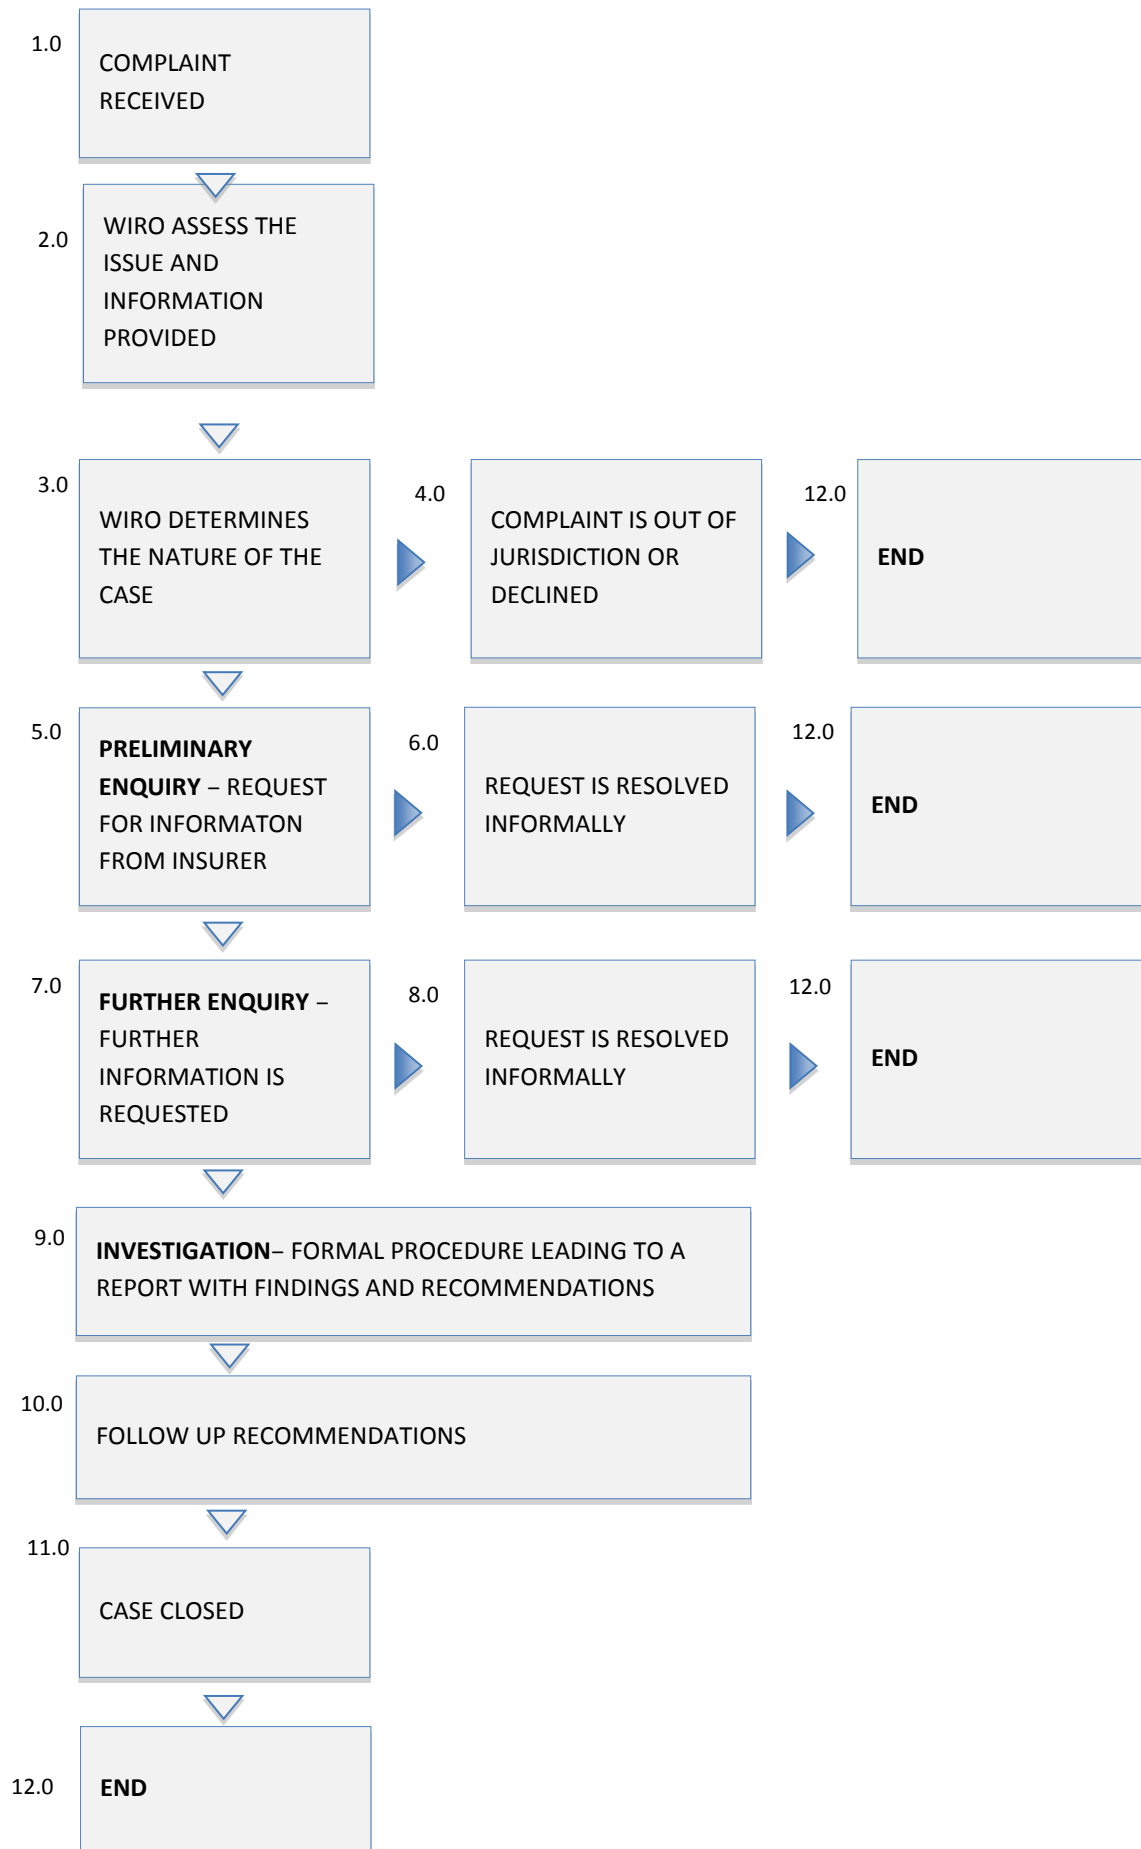 1.0
COMPLAINT
RECEIVED
2.0
WIRO ASSESS THE
ISSUE AND
INFORMATION
PROVIDED
3.0
WIRO DETERMINES
THE NATURE OF THE
CASE
4.0
COMPLAINT IS OUT OF
JURISDICTION OR
DECLINED
12.0
END
5.0
PRELIMINARY
ENQUIRY – REQUEST
FOR INFORMATON
FROM INSURER
6.0
REQUEST IS RESOLVED
INFORMALLY
12.0
END
7.0
FURTHER ENQUIRY –
FURTHER
INFORMATION IS
REQUESTED
8.0
REQUEST IS RESOLVED
INFORMALLY
12.0
END
9.0
INVESTIGATION– FORMAL PROCEDURE LEADING TO A
REPORT WITH FINDINGS AND RECOMMENDATIONS
10.0
FOLLOW UP RECOMMENDATIONS
11.0
CASE CLOSED
12.0
END